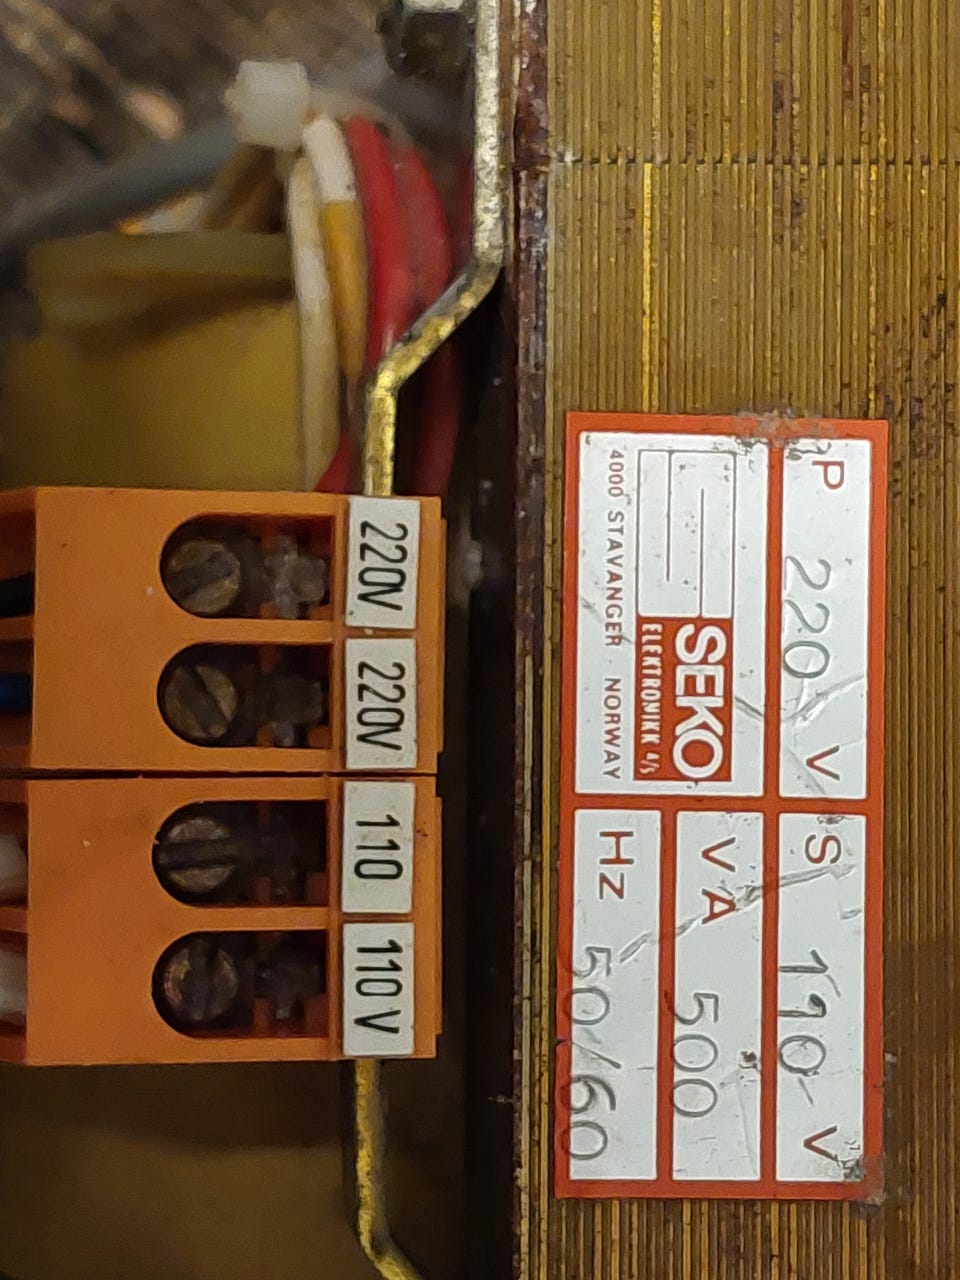 220V
220V
110
110 V
P 220 V
S 110 V
SEKO
ELEKTRONIKK A/S
4000 STAVANGER NORWAY
VA 500
Hz 50/60